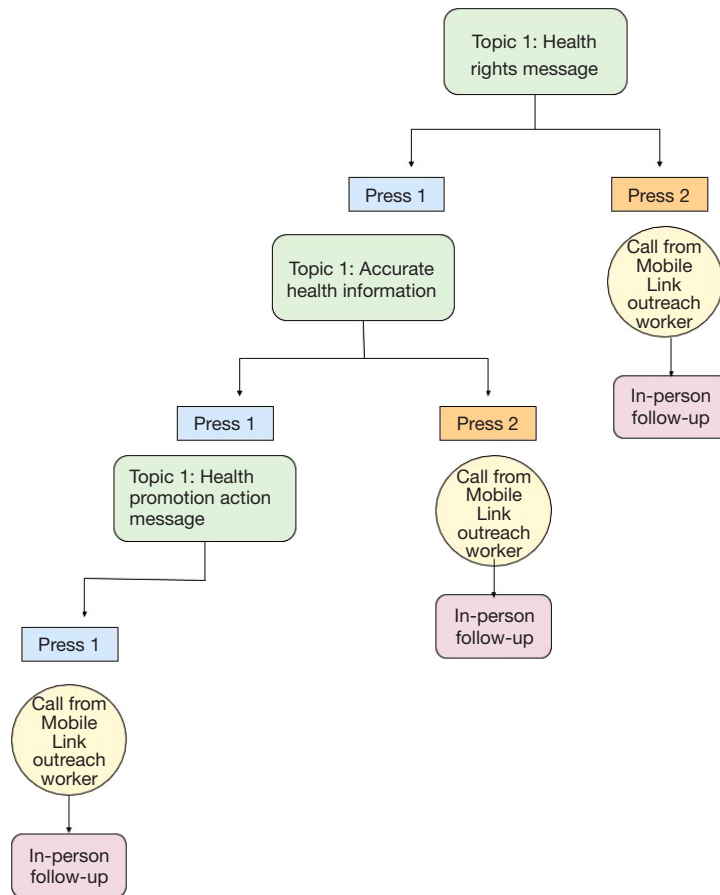 Topic 1: Health
rights message
Press 1
Press 2
Topic 1: Accurate
health information
Call from
Mobile
Link
outreach
worker
In-person
follow-up
Press 1
Press 2
Topic 1: Health
promotion action
message
Call from
Mobile
Link
outreach
worker
In-person
follow-up
Press 1
Call from
Mobile
Link
outreach
worker
In-person
follow-up